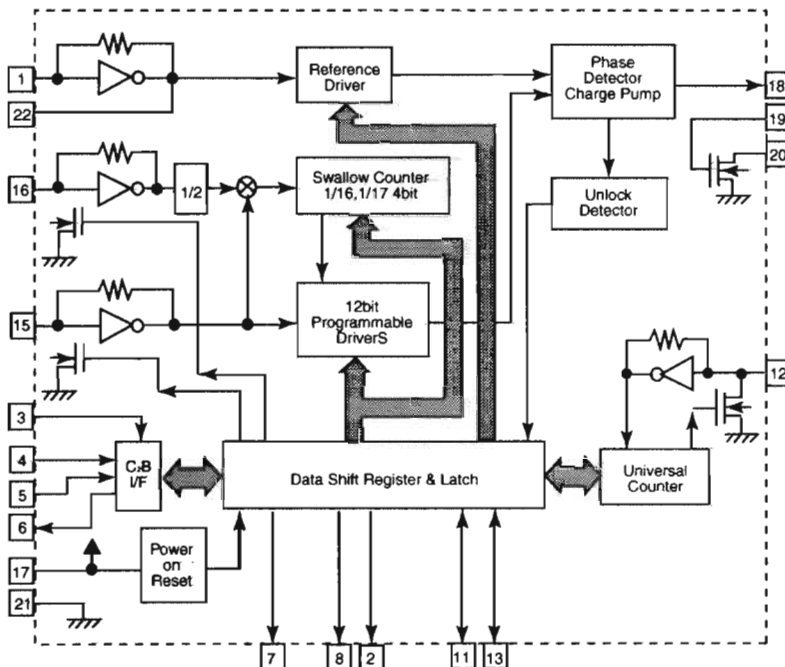 1
Reference
Driver
Phase
Detector
Charge Pump
18
22
19
16
1/2
Swallow Counter
1/16,1/17 4bit
20
Unlock
Detector
15
12bit
Programmable
DriverS
12
3
4
5
6
C₂B
I/F
Data Shift Register & Latch
Universal
Counter
17
Power
on
Reset
21
7
8
2
11
13